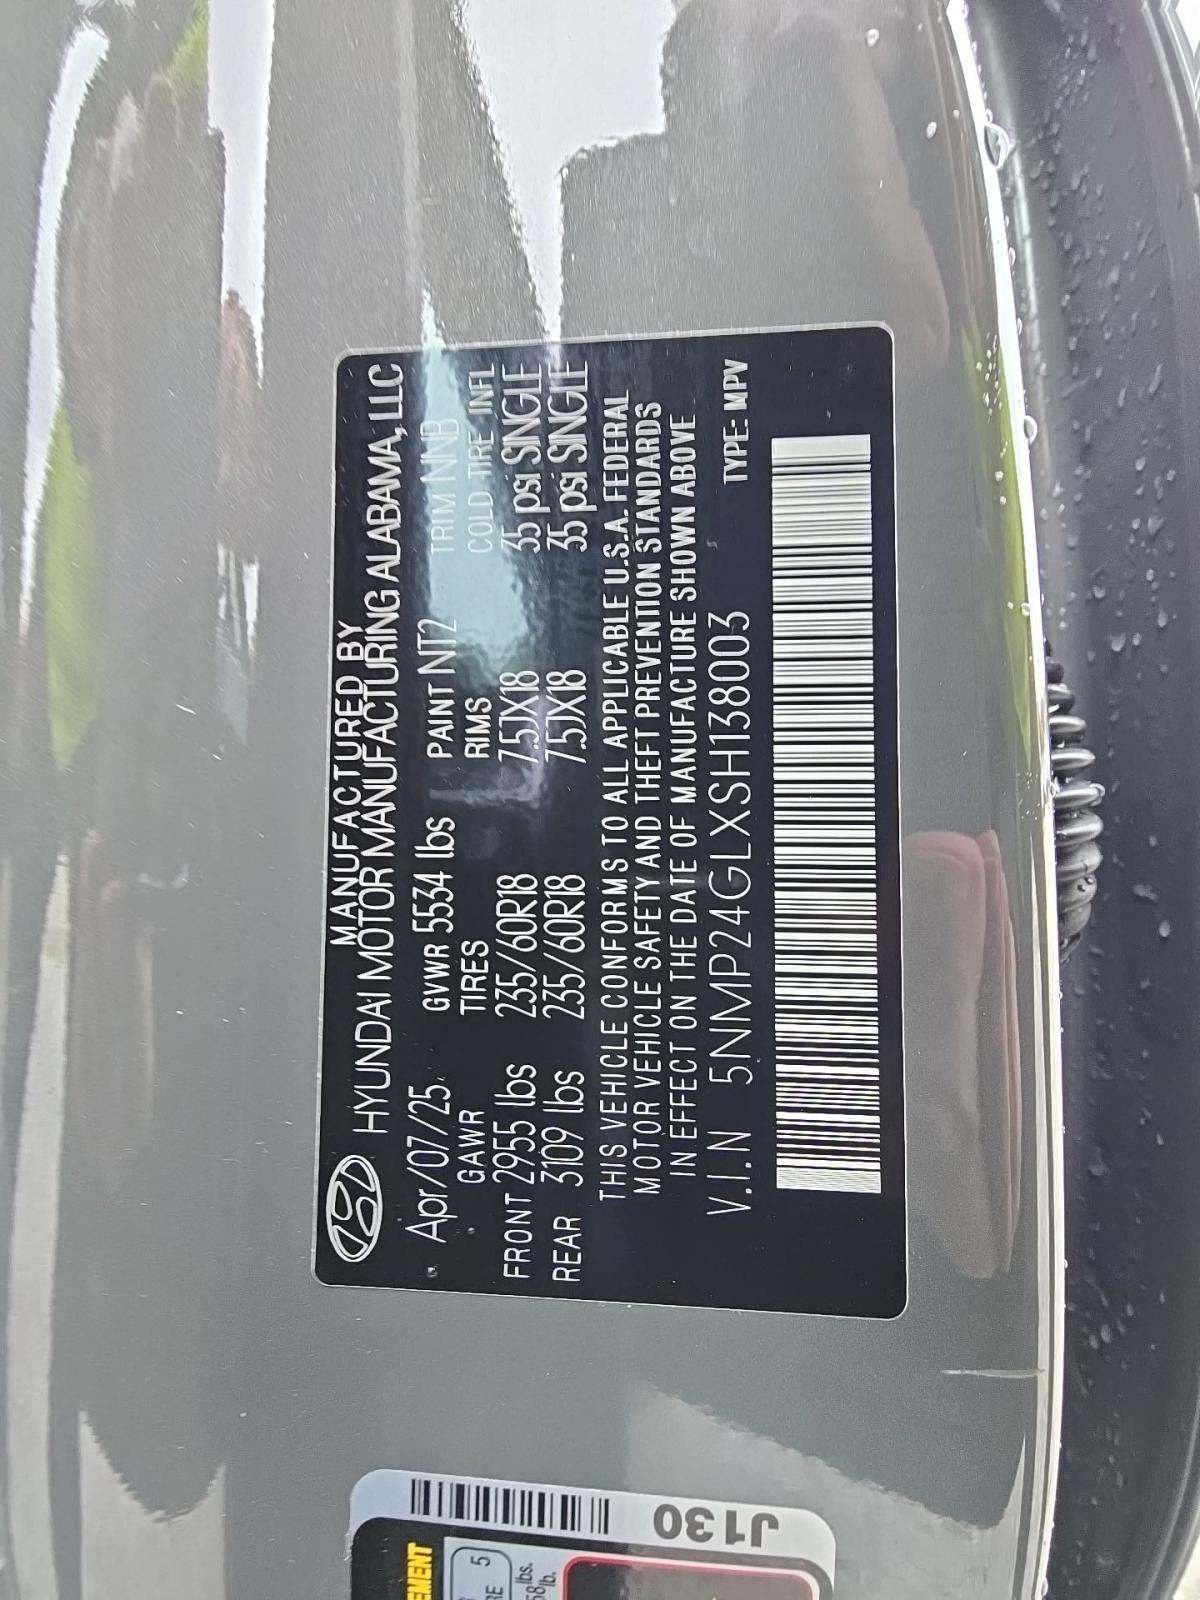 MANUFACTURED BY
HYUNDAI MOTOR MANUFACTURING ALABAMA, LLC
Apr/07/25 GVWR 5534 lbs PAINT NT2 TRIM NNB
GAWR TIRES RIMS COLD TIRE INFL
FRONT 2955 lbs 235/60R18 7.5JX18 35 psi SINGLE
REAR 3109 lbs 235/60R18 7.5JX18 35 psi SINGLE
THIS VEHICLE CONFORMS TO ALL APPLICABLE U.S.A. FEDERAL
MOTOR VEHICLE SAFETY AND THEFT PREVENTION STANDARDS
IN EFFECT ON THE DATE OF MANUFACTURE SHOWN ABOVE
V.I.N 5NMP24GLXSH138003 TYPE: MPV
J130
5
lbs.
lb.